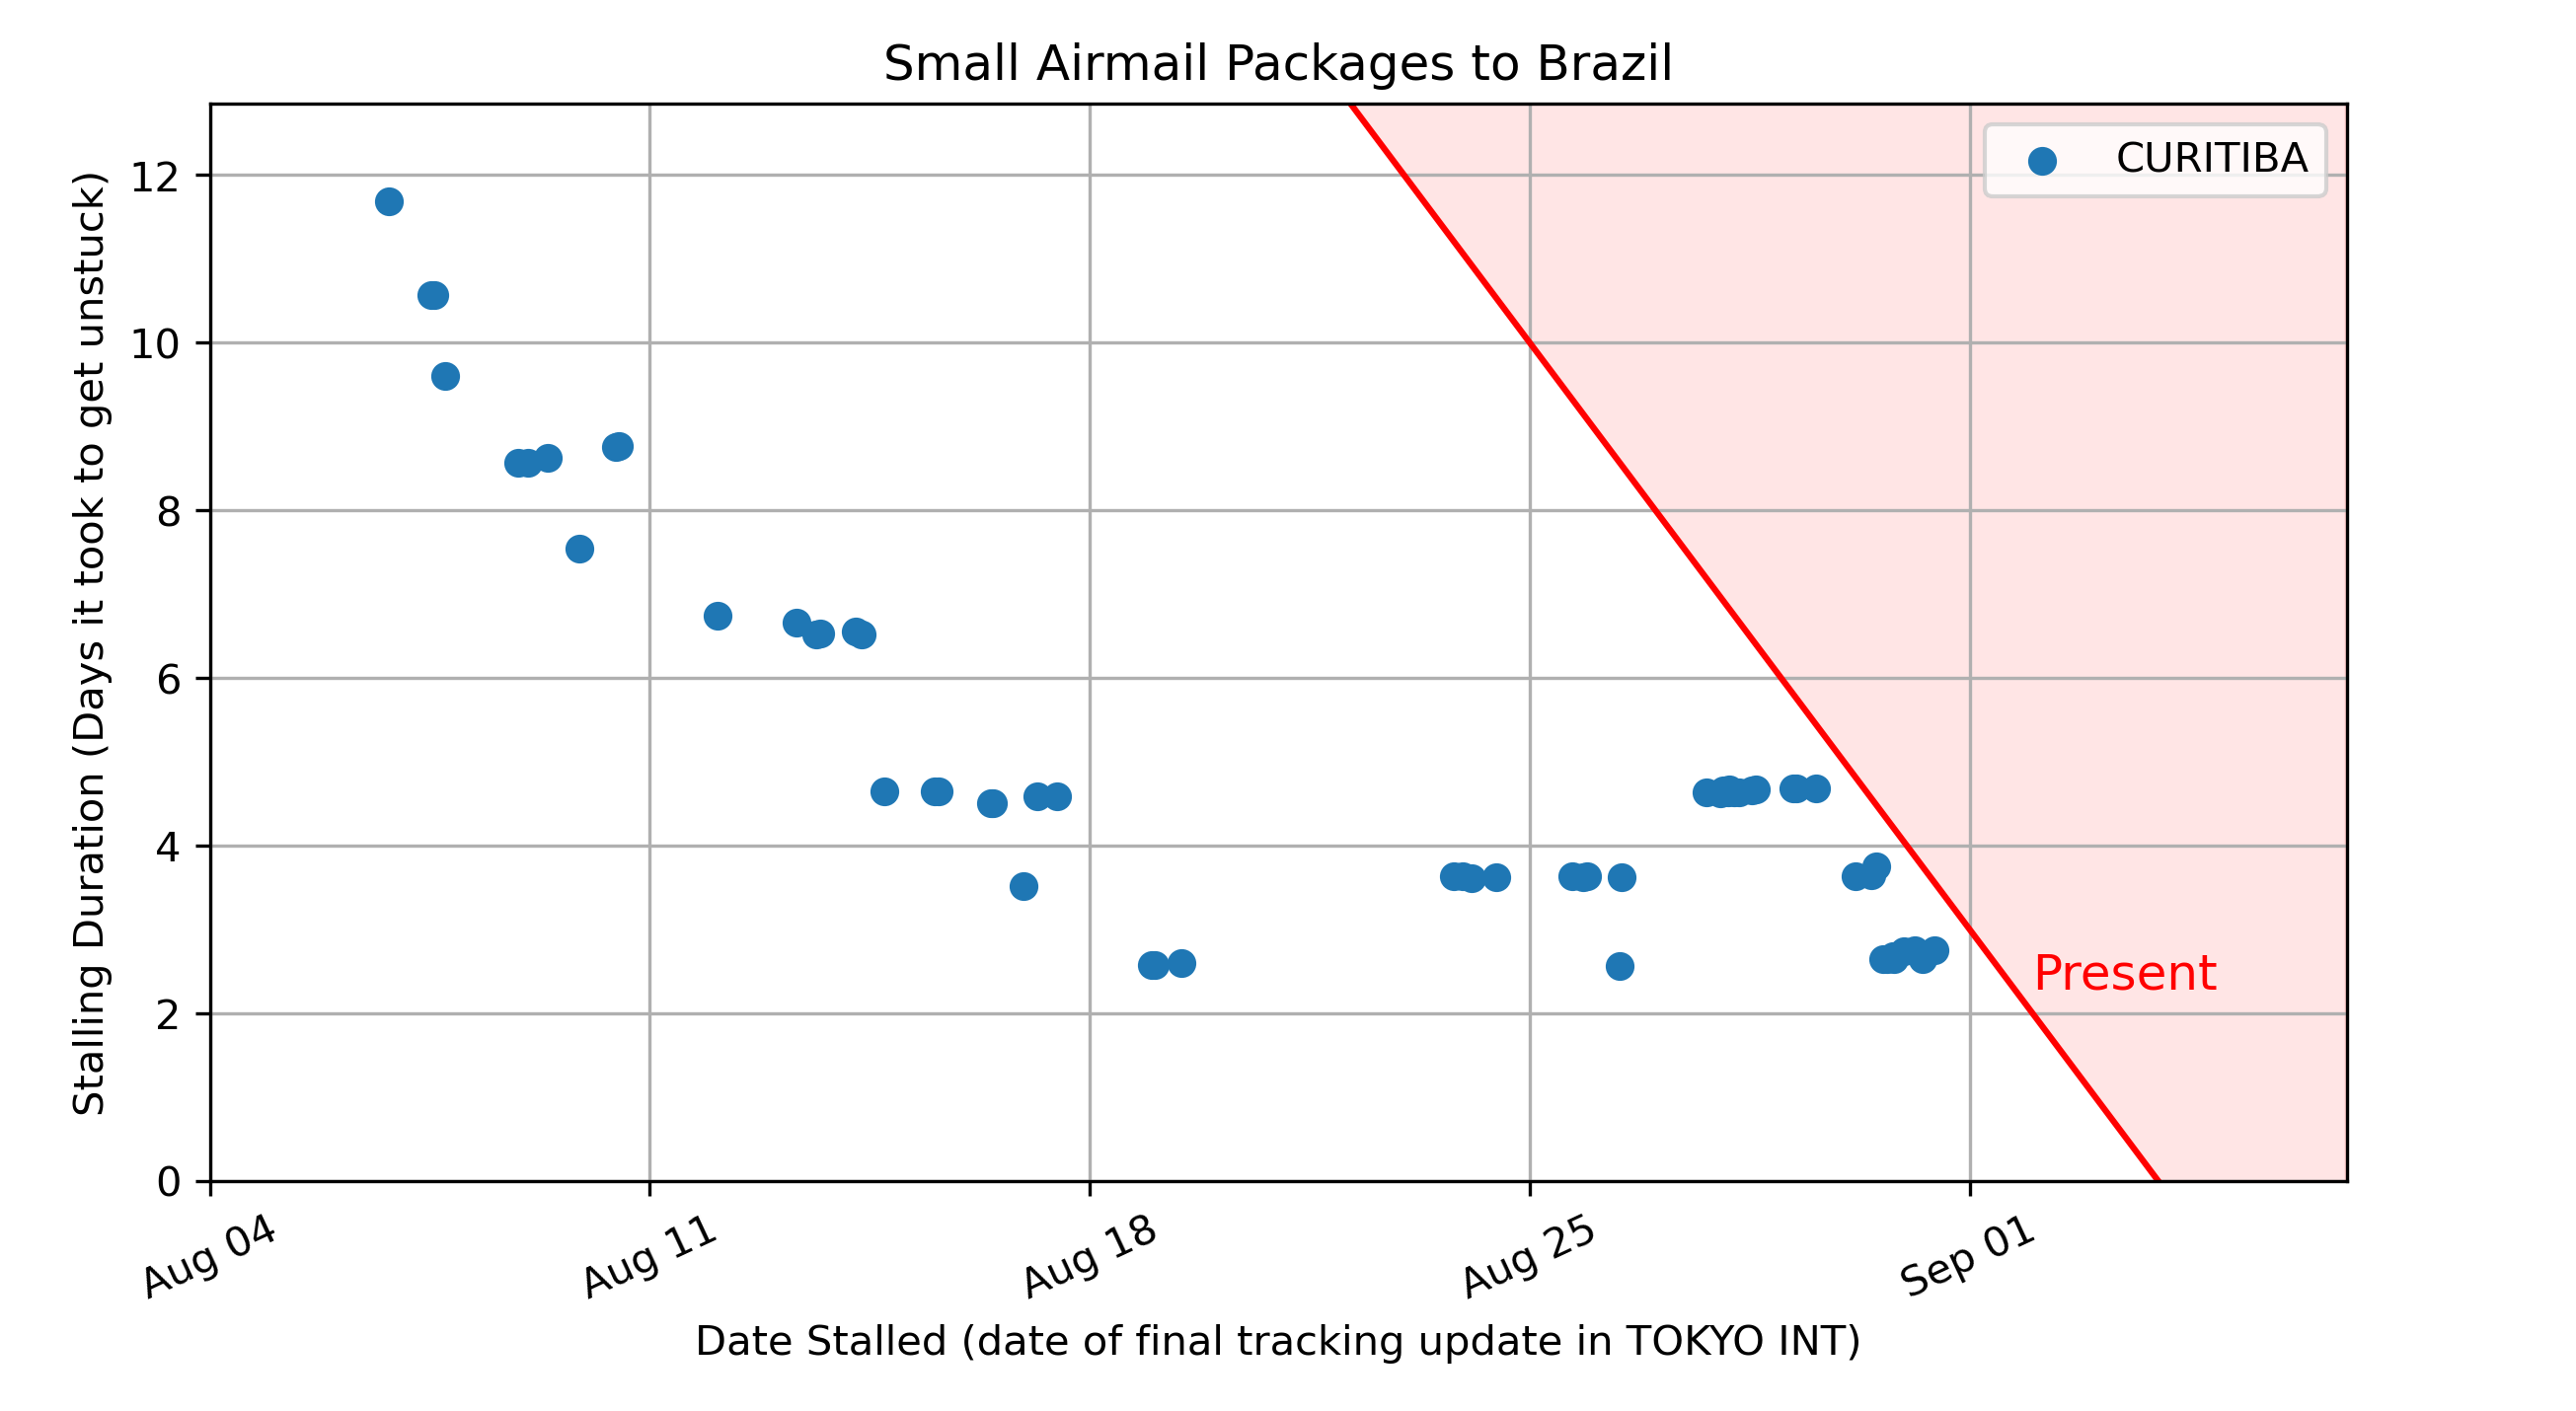 Small Airmail Packages to Brazil
CURITIBA
Stalling Duration (Days it took to get unstuck)
12
10
8
6
4
2
0
Present
Aug 04
Aug 11
Aug 18
Aug 25
Sep 01
Date Stalled (date of final tracking update in TOKYO INT)